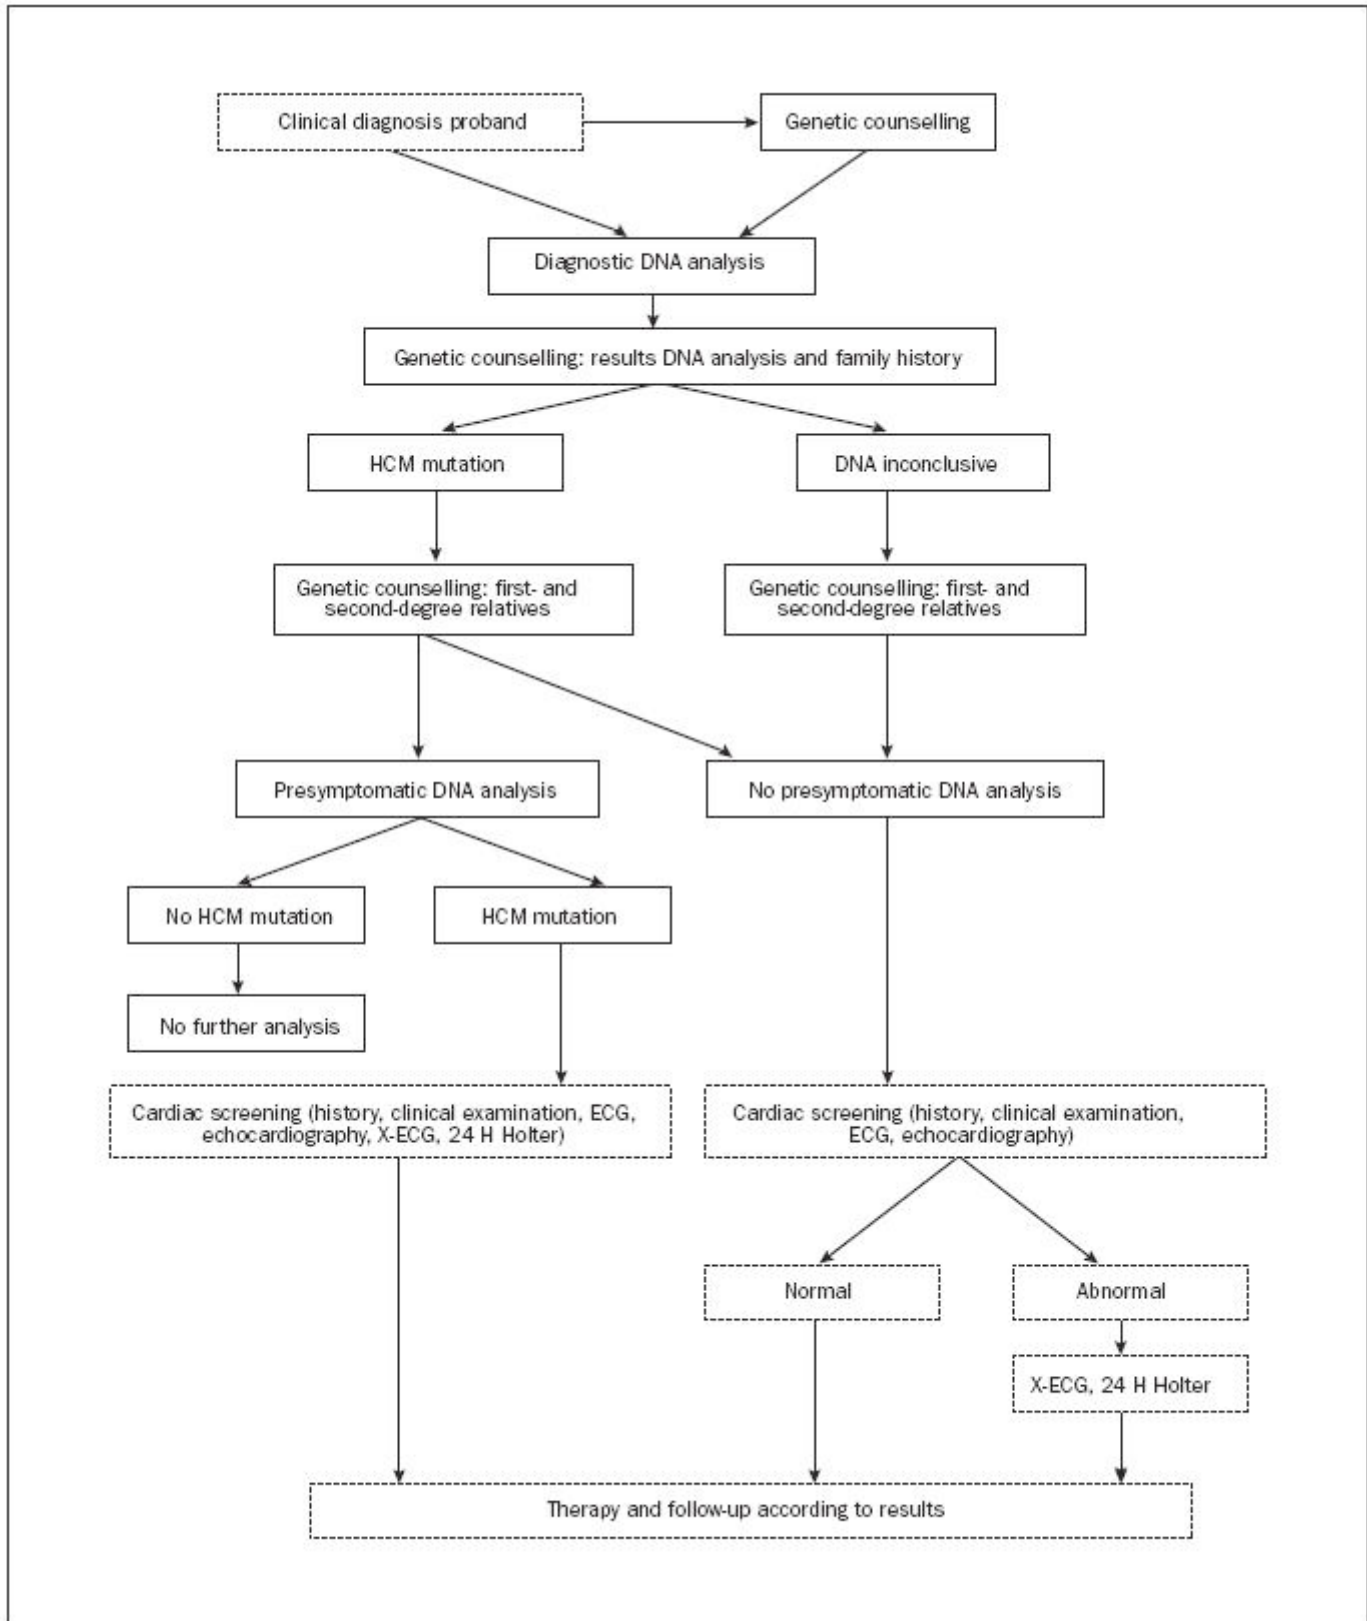 Clinical diagnosis proband
Genetic counselling
Diagnostic DNA analysis
Genetic counselling: results DNA analysis and family history
HCM mutation
DNA inconclusive
Genetic counselling: first- and
second-degree relatives
Genetic counselling: first- and
second-degree relatives
Presymptomatic DNA analysis
No presymptomatic DNA analysis
No HCM mutation
HCM mutation
No further analysis
Cardiac screening (history, clinical examination, ECG,
echocardiography, X-ECG, 24 H Holter)
Cardiac screening (history, clinical examination,
ECG, echocardiography)
Normal
Abnormal
X-ECG, 24 H Holter
Therapy and follow-up according to results